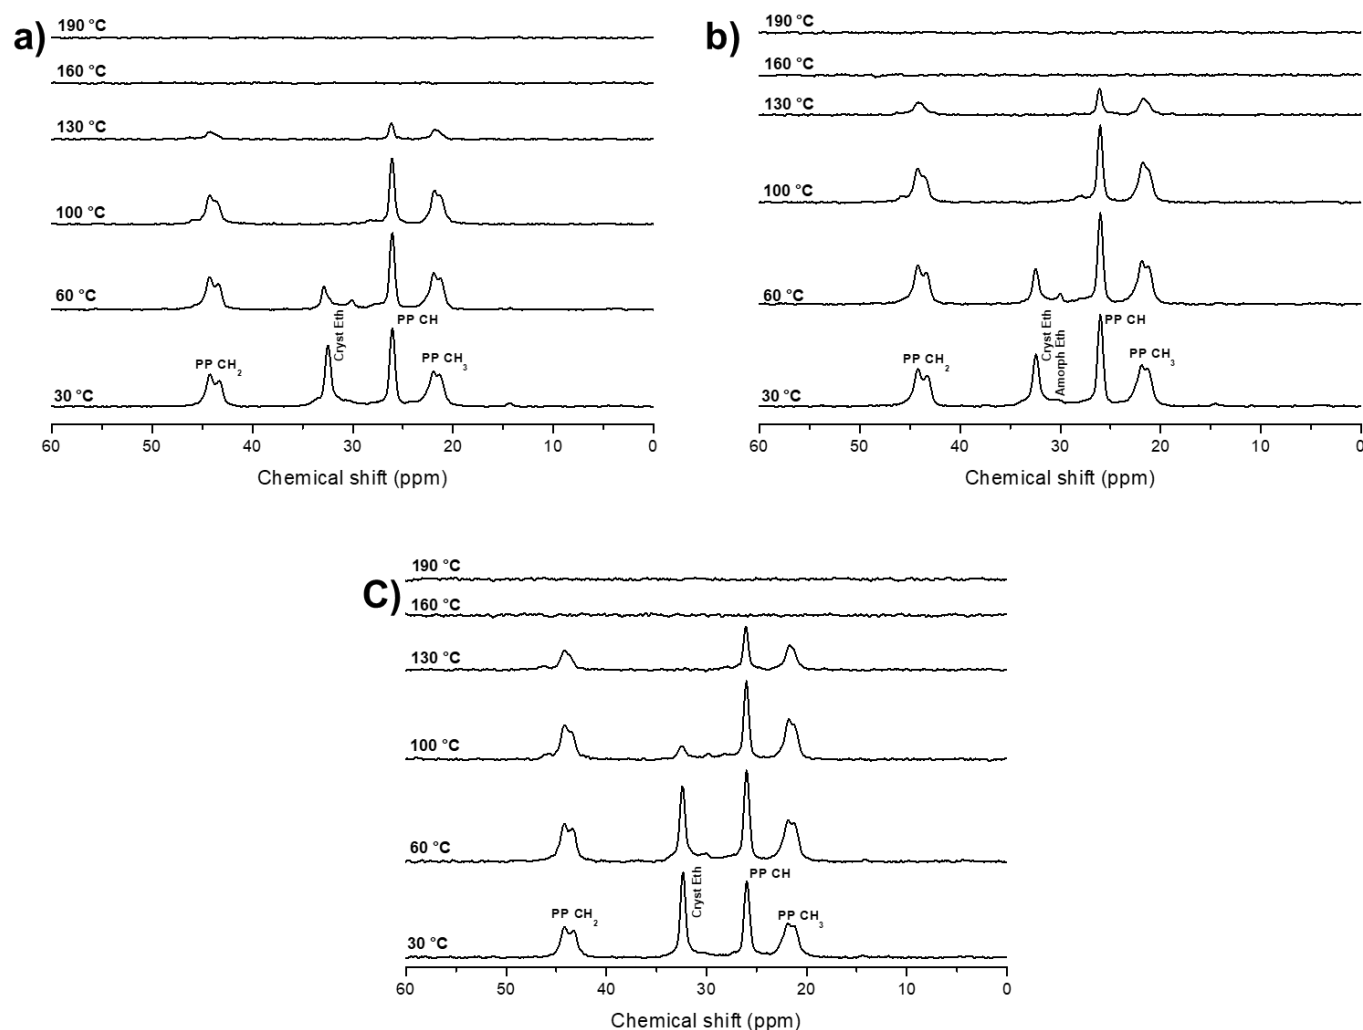 a)
190 °C
160 °C
130 °C
100 °C
60 °C
30 °C
PP CH2
Cryst Eth
PP CH
PP CH3
60 50 40 30 20 10 0
Chemical shift (ppm)
b)
190 °C
160 °C
130 °C
100 °C
60 °C
30 °C
PP CH2
Cryst Eth
Amorph Eth
PP CH
PP CH3
60 50 40 30 20 10 0
Chemical shift (ppm)
C)
190 °C
160 °C
130 °C
100 °C
60 °C
30 °C
PP CH2
Cryst Eth
PP CH
PP CH3
60 50 40 30 20 10 0
Chemical shift (ppm)